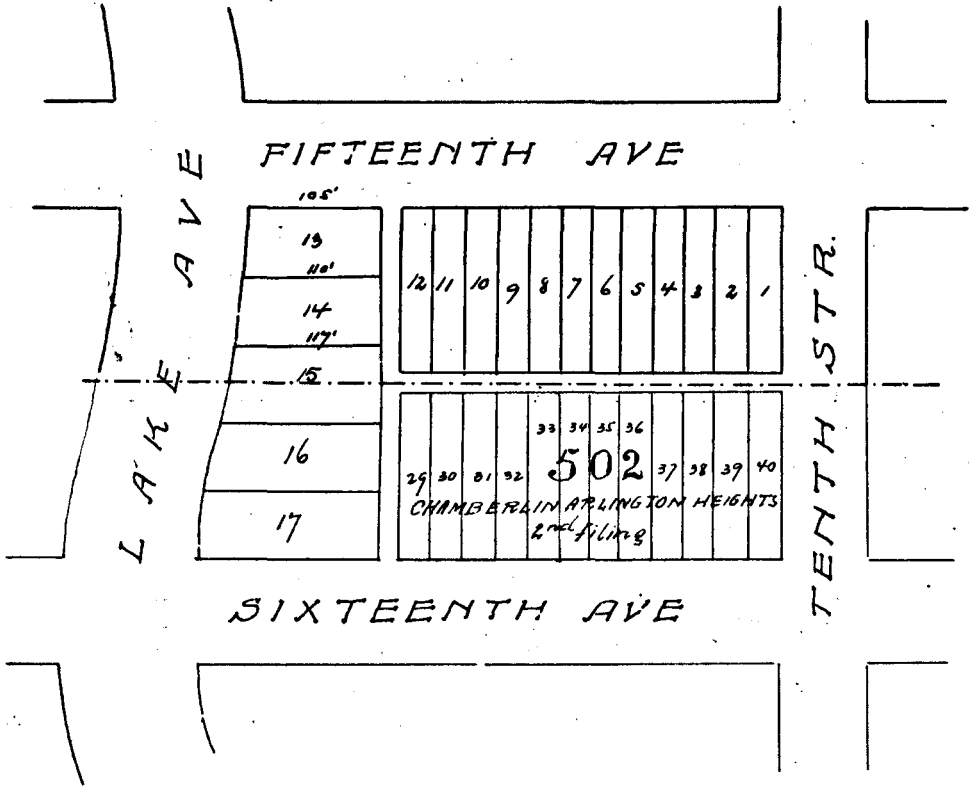 FIFTEENTH AVE
LAKE AVE
105'
13
110'
14
117'
15
16
17
12 11 10 9 8 7 6 5 4 3 2 1
TENTH STR.
33 34 35 36
502
29 30 31 32 37 38 39 40
CHAMBERLIN ARLINGTON HEIGHTS
2nd filing
SIXTEENTH AVE